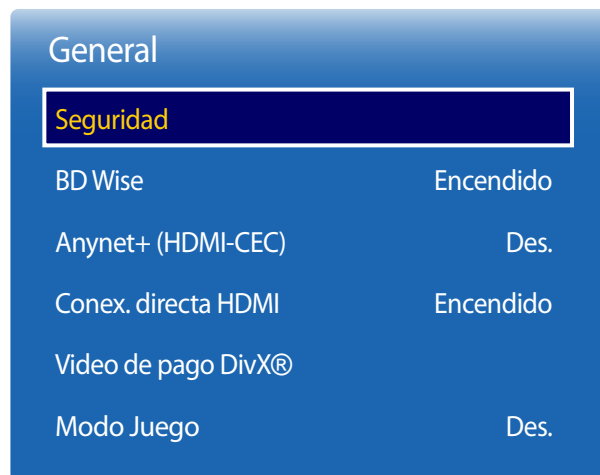 General
Seguridad
BD Wise Encendido
Anynet+ (HDMI-CEC) Des.
Conex. directa HDMI Encendido
Video de pago DivX®
Modo Juego Des.